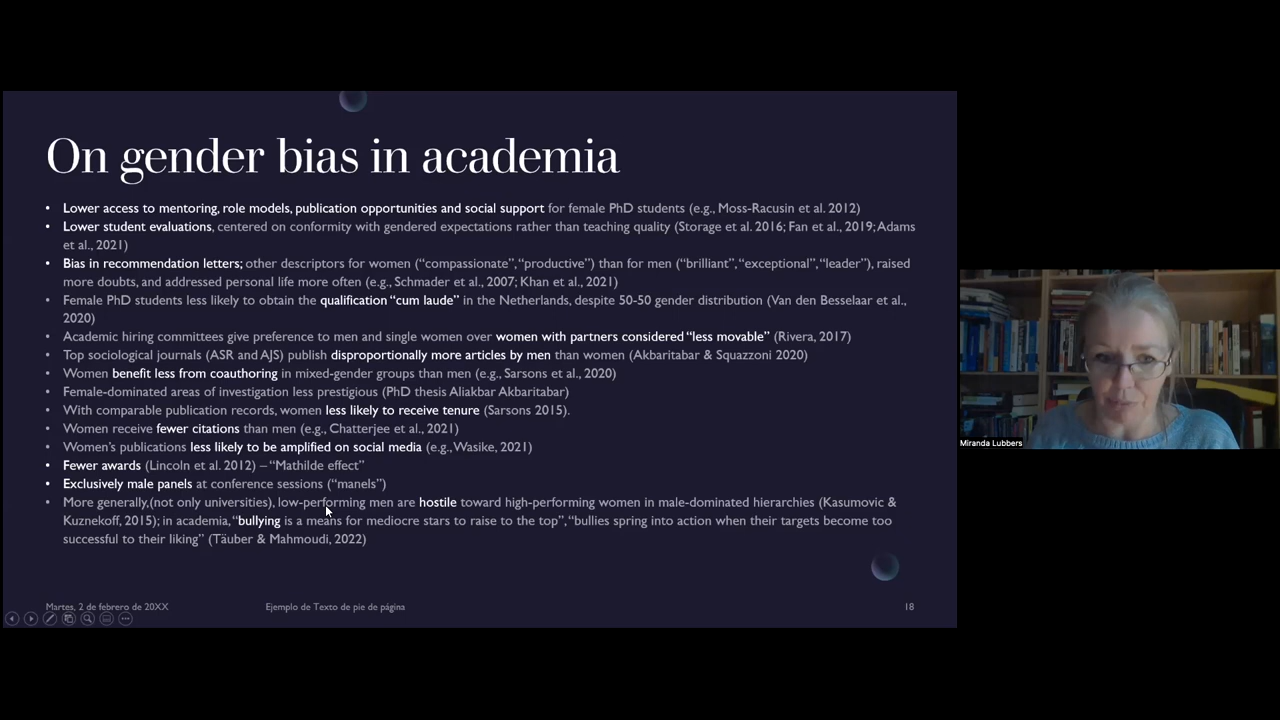 On gender bias in academia
• Lower access to mentoring, role models, publication opportunities and social support for female PhD students (e.g., Moss-Racusin et al. 2012)
• Lower student evaluations, centered on conformity with gendered expectations rather than teaching quality (Storage et al. 2016; Fan et al., 2019; Adams
et al., 2021)
• Bias in recommendation letters; other descriptors for women (“compassionate”, “productive”) than for men (“brilliant”, “exceptional”, “leader”), raised
more doubts, and addressed personal life more often (e.g., Schmader et al., 2007; Khan et al., 2021)
• Female PhD students less likely to obtain the qualification “cum laude” in the Netherlands, despite 50-50 gender distribution (Van den Besselaar et al.,
2020)
• Academic hiring committees give preference to men and single women over women with partners considered “less movable” (Rivera, 2017)
• Top sociological journals (ASR and AJS) publish disproportionally more articles by men than women (Akbaritabar & Squazzoni 2020)
• Women benefit less from coauthoring in mixed-gender groups than men (e.g., Sarsons et al., 2020)
• Female-dominated areas of investigation less prestigious (PhD thesis Aliakbar Akbaritabar)
• With comparable publication records, women less likely to receive tenure (Sarsons 2015).
• Women receive fewer citations than men (e.g., Chatterjee et al., 2021)
• Women’s publications less likely to be amplified on social media (e.g., Wasike, 2021)
• Fewer awards (Lincoln et al. 2012) – “Mathilde effect”
• Exclusively male panels at conference sessions (“manels”)
• More generally,(not only universities), low-performing men are hostile toward high-performing women in male-dominated hierarchies (Kasumovic &
Kuznekoff, 2015); in academia, “bullying is a means for mediocre stars to raise to the top”, “bullies spring into action when their targets become too
successful to their liking” (Täuber & Mahmoudi, 2022)
Martes, 2 de febrero de 20XX
Ejemplo de Texto de pie de página
18
Miranda Lubbers